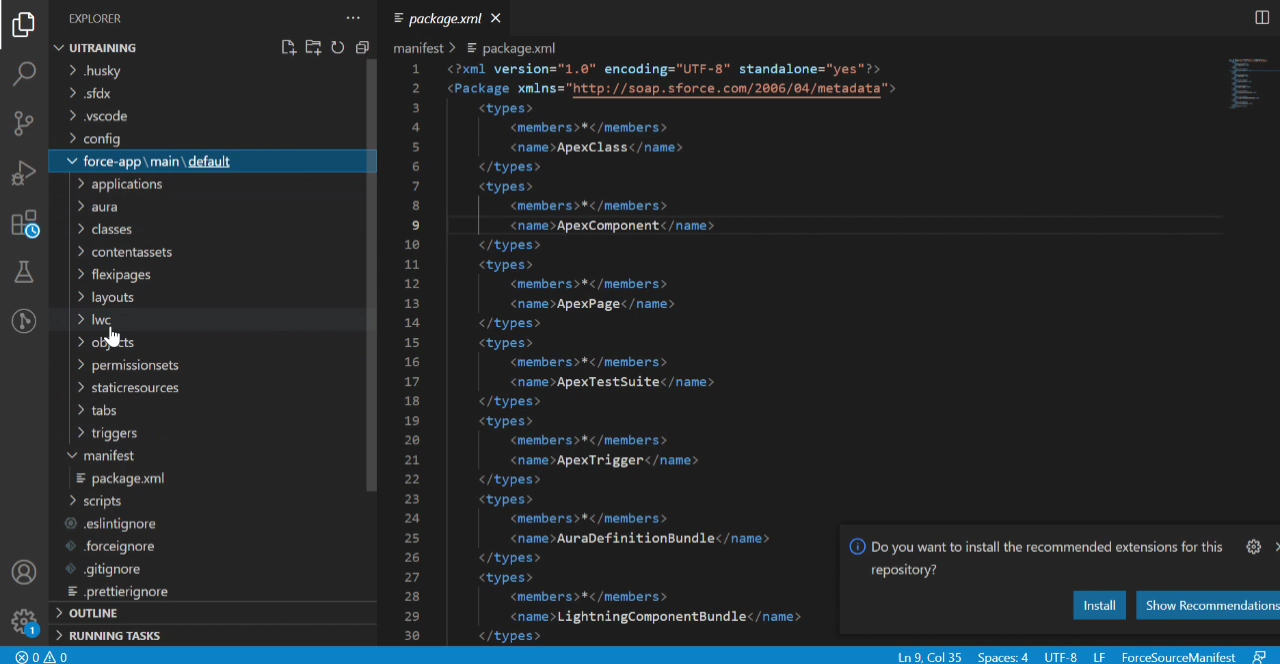 EXPLORER
UITRAINING
.husky
.sfdx
.vscode
config
force-app\main\default
applications
aura
classes
contentassets
flexipages
layouts
lwc
objects
permissionsets
staticresources
tabs
triggers
manifest
package.xml
scripts
.eslintignore
.forceignore
.gitignore
.prettierignore
OUTLINE
RUNNING TASKS
package.xml
manifest > package.xml
1 <?xml version="1.0" encoding="UTF-8" standalone="yes"?>
2 <Package xmlns="http://soap.sforce.com/2006/04/metadata">
3 <types>
4 <members>*</members>
5 <name>ApexClass</name>
6 </types>
7 <types>
8 <members>*</members>
9 <name>ApexComponent</name>
10 </types>
11 <types>
12 <members>*</members>
13 <name>ApexPage</name>
14 </types>
15 <types>
16 <members>*</members>
17 <name>ApexTestSuite</name>
18 </types>
19 <types>
20 <members>*</members>
21 <name>ApexTrigger</name>
22 </types>
23 <types>
24 <members>*</members>
25 <name>AuraDefinitionBundle</name>
26 </types>
27 <types>
28 <members>*</members>
29 <name>LightningComponentBundle</name>
30 </types>
Do you want to install the recommended extensions for this
repository?
Install
Show Recommendations
1
0 0
Ln 9, Col 35 Spaces: 4 UTF-8 LF ForceSourceManifest